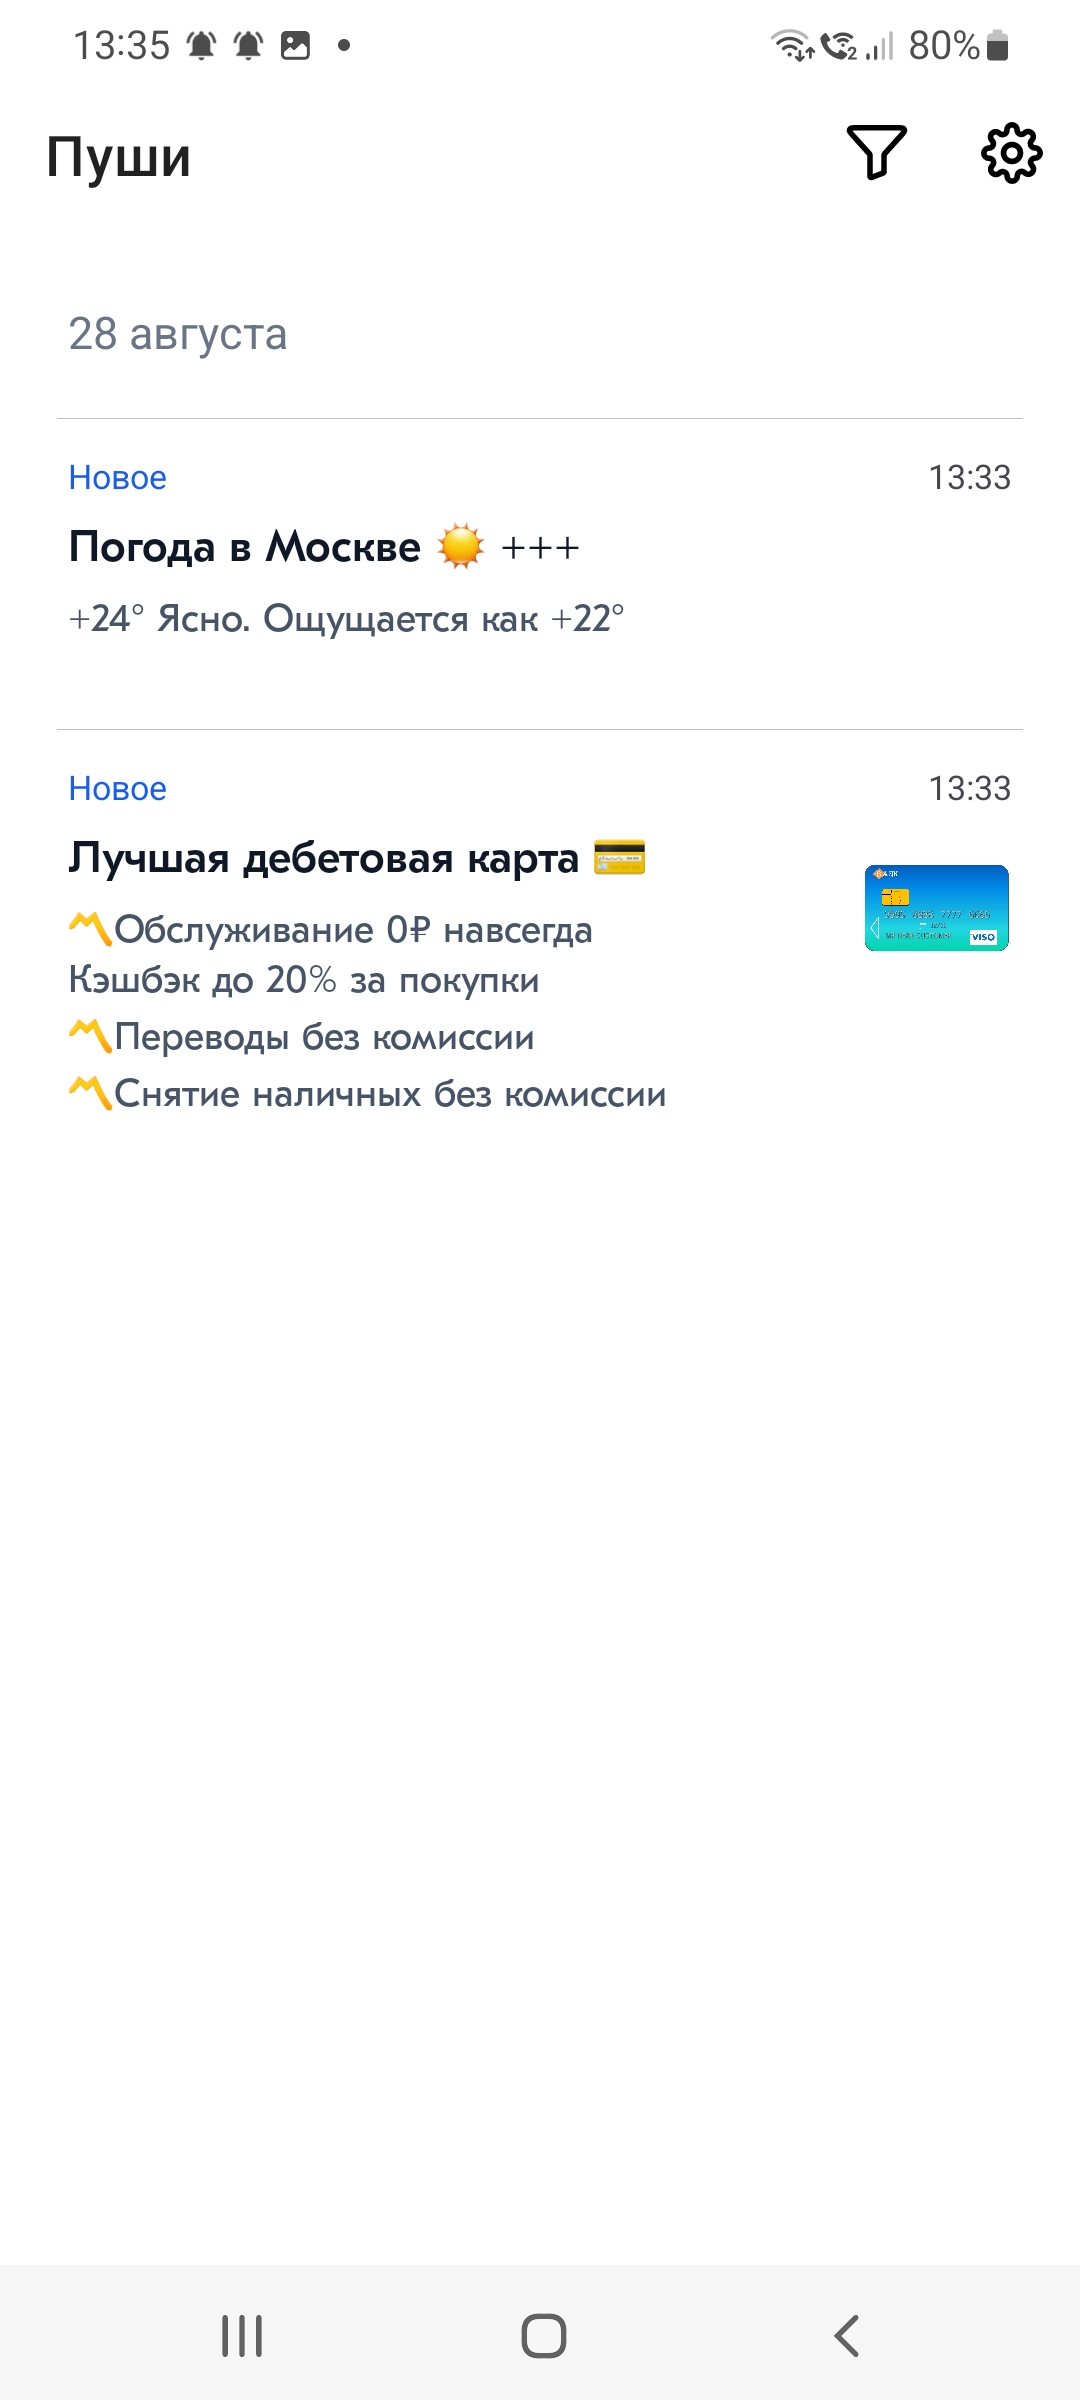 13:35
80%
Пуши
28 августа
Новое
13:33
Погода в Москве ☀️ +++
+24° Ясно. Ощущается как +22°
Новое
13:33
Лучшая дебетовая карта 💳
〽️Обслуживание 0₽ навсегда
Кэшбэк до 20% за покупки
〽️Переводы без комиссии
〽️Снятие наличных без комиссии
VISO